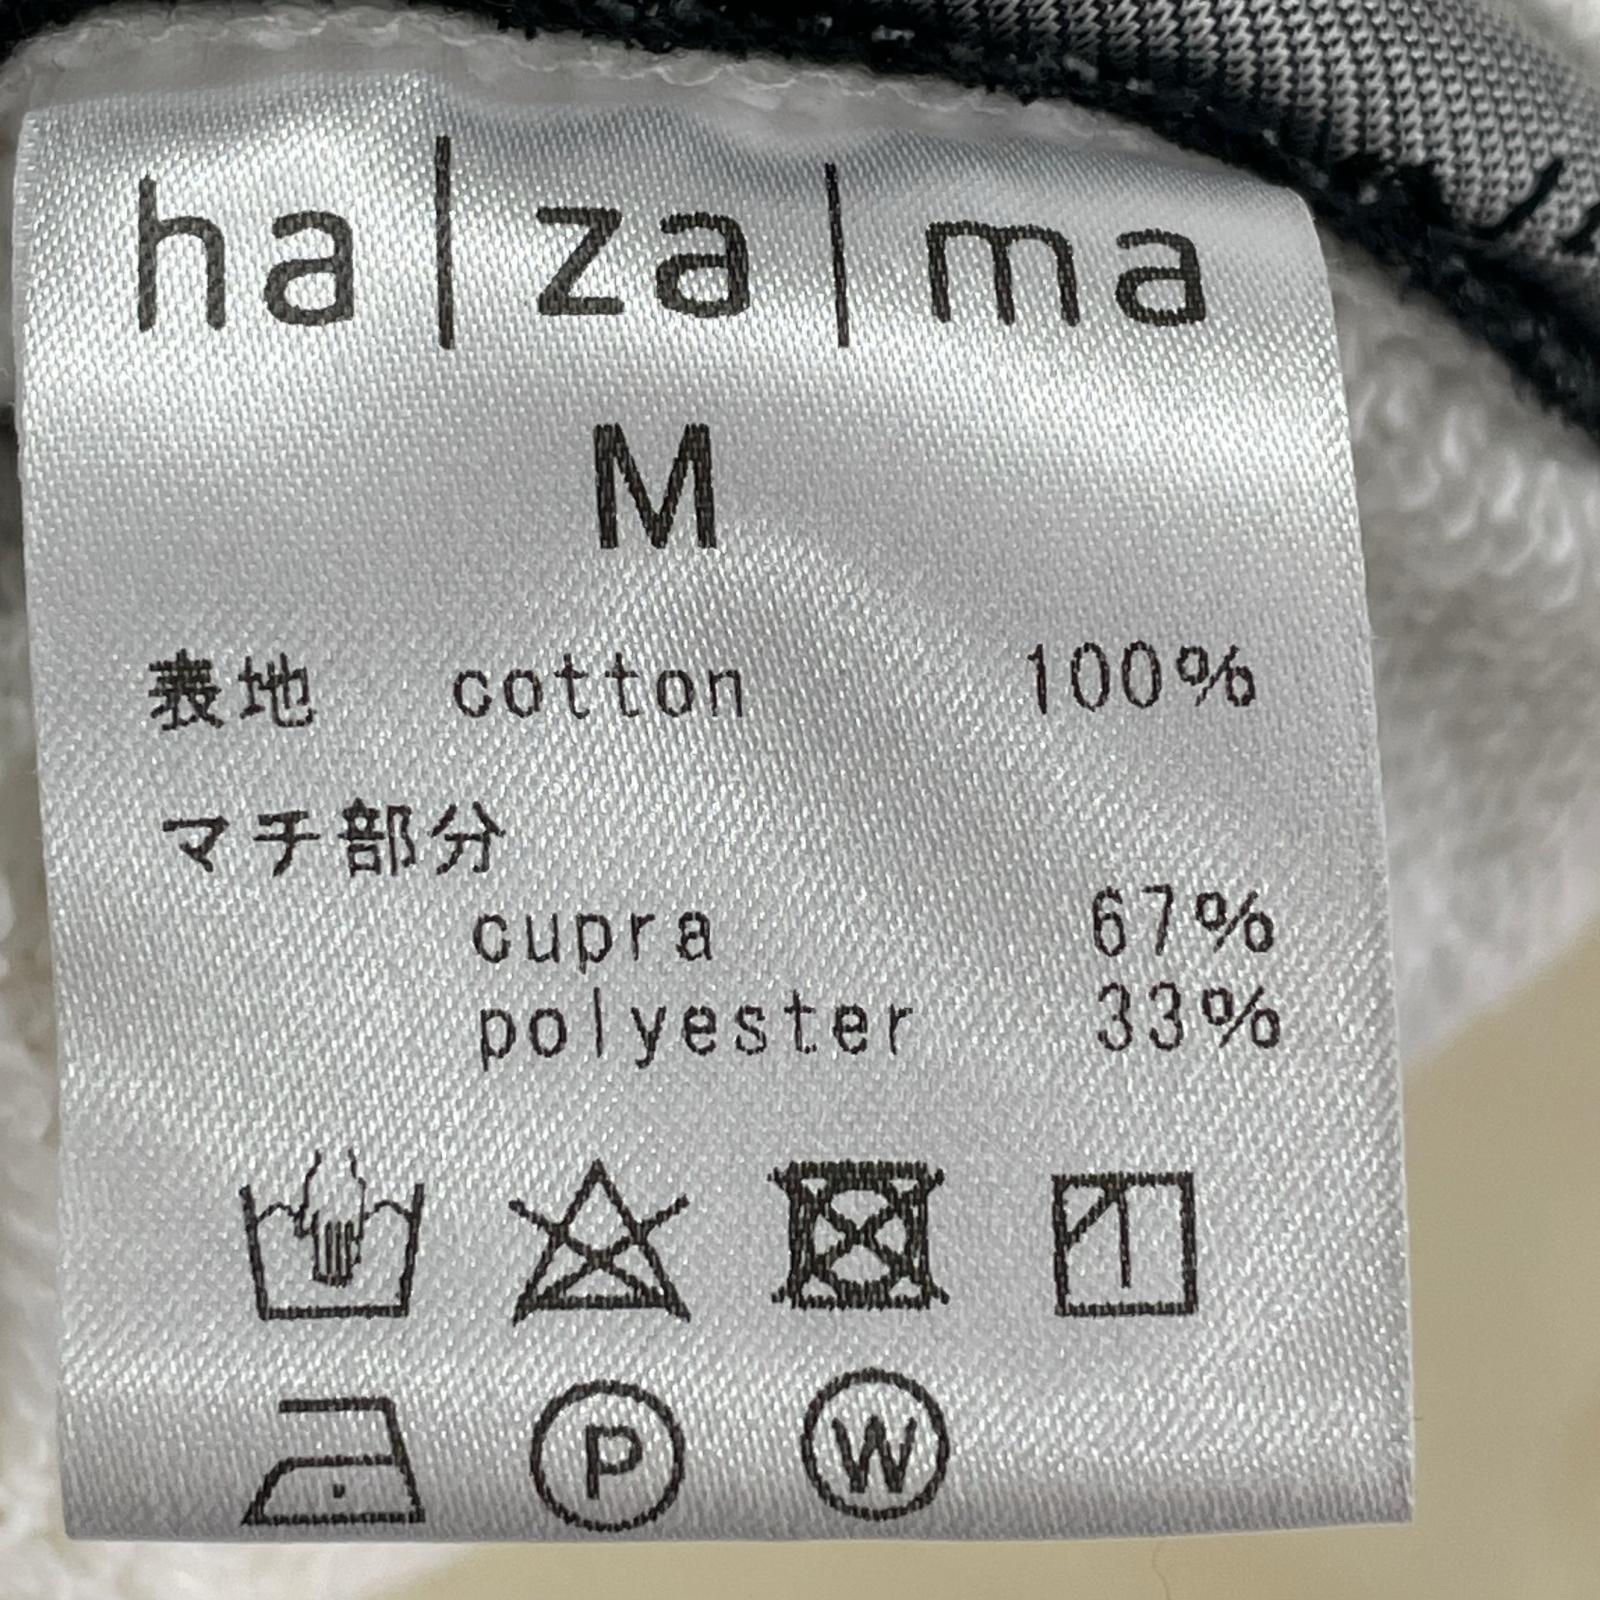 ha|za|ma
M
表地 cotton 100%
マチ部分
cupra 67%
polyester 33%
P W